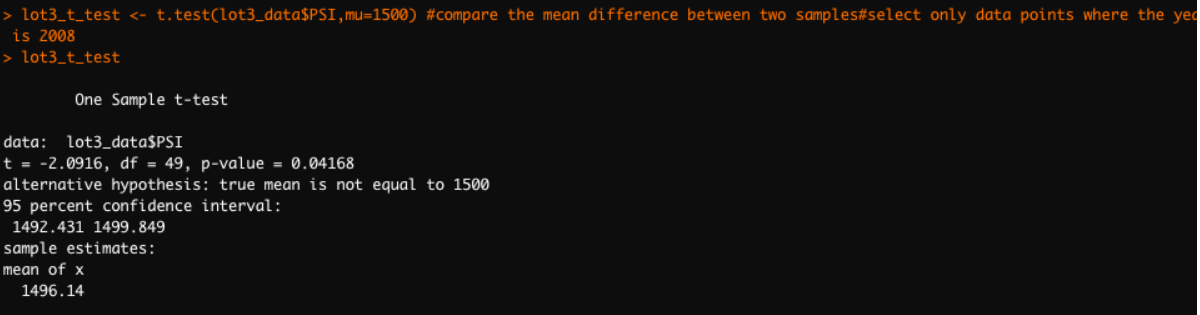 > lot3_t_test <- t.test(lot3_data$PSI,mu=1500) #compare the mean difference between two samples#select only data points where the yea
is 2008
> lot3_t_test
One Sample t-test
data:  lot3_data$PSI
t = -2.0916, df = 49, p-value = 0.04168
alternative hypothesis: true mean is not equal to 1500
95 percent confidence interval:
1492.431 1499.849
sample estimates:
mean of x
1496.14